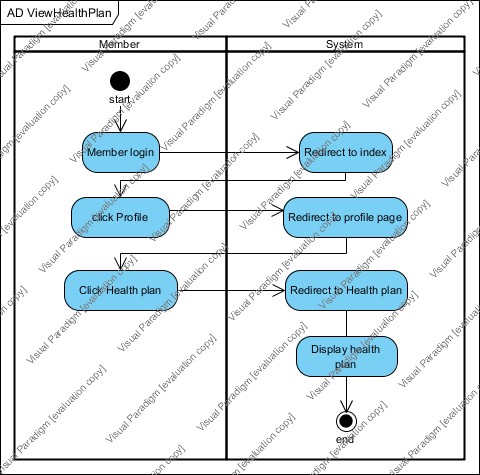 AD ViewHealthPlan
Member
System
start
Member login
Redirect to index
click Profile
Redirect to profile page
Click Health plan
Redirect to Health plan
Display health
plan
end
Visual Paradigm [evaluation copy]